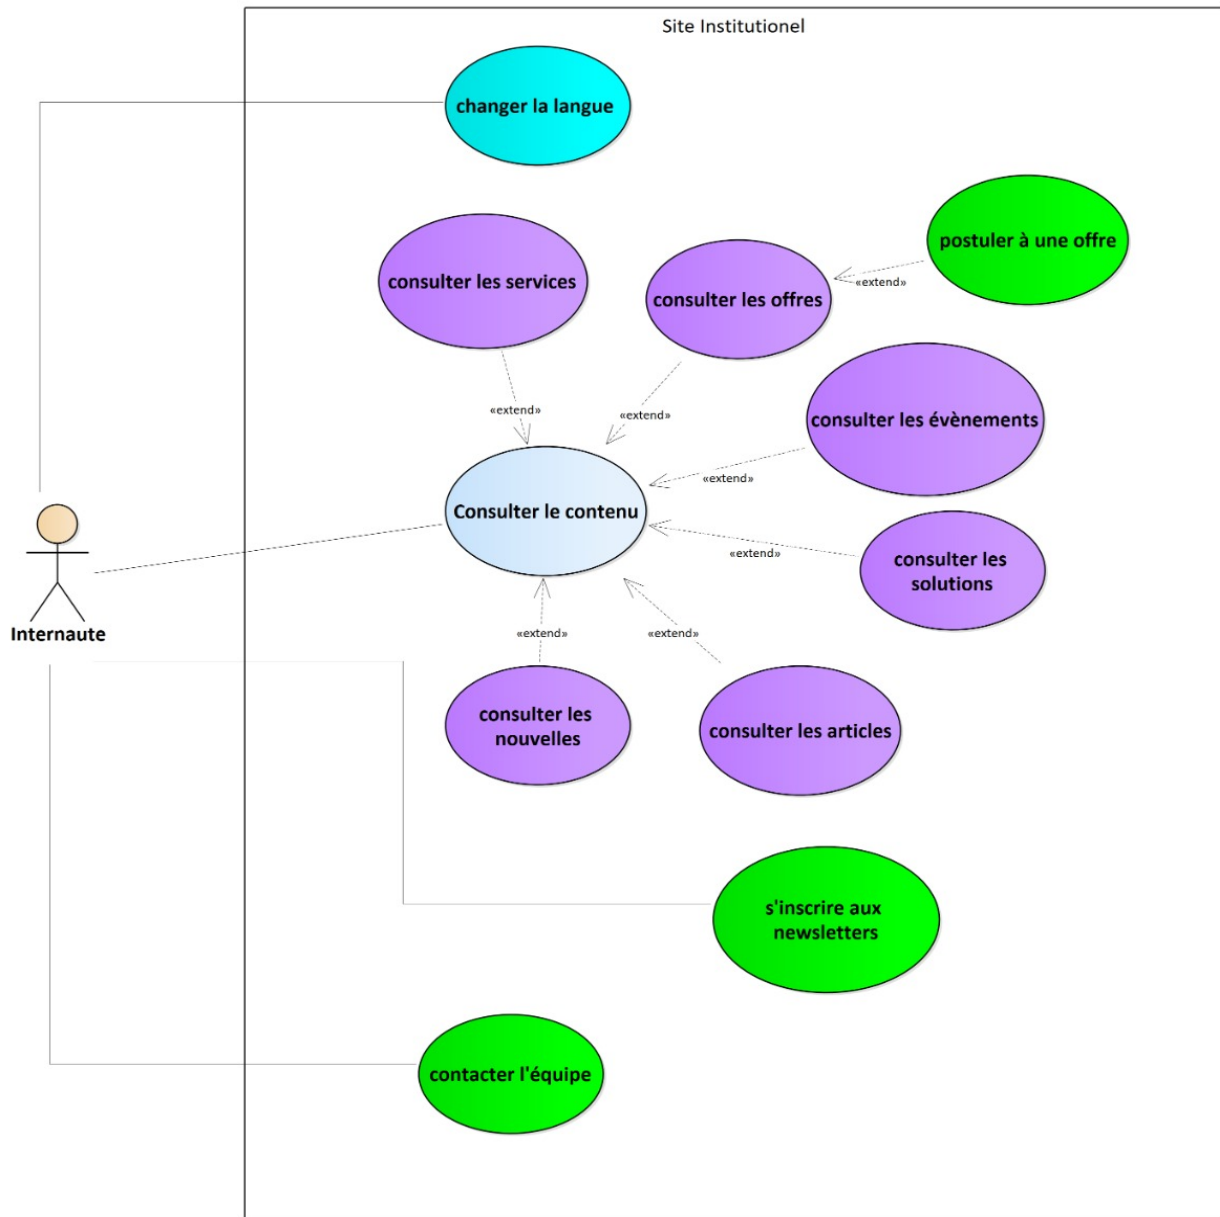 Site Institutionel
changer la langue
postuler à une offre
consulter les services
consulter les offres
«extend»
consulter les évènements
«extend»
«extend»
«extend»
Consulter le contenu
consulter les
solutions
«extend»
Internaute
«extend»
«extend»
consulter les
nouvelles
consulter les articles
s'inscrire aux
newsletters
contacter l'équipe